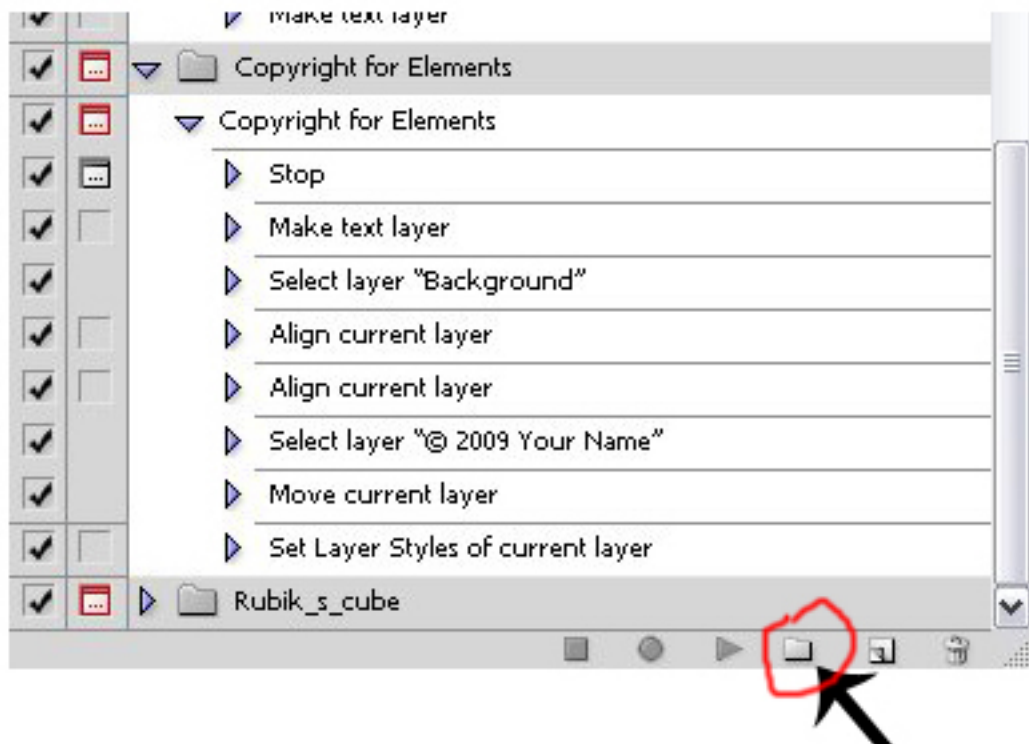 Make text layer
Copyright for Elements
Copyright for Elements
Stop
Make text layer
Select layer “Background”
Align current layer
Align current layer
Select layer “© 2009 Your Name”
Move current layer
Set Layer Styles of current layer
Rubik_s_cube